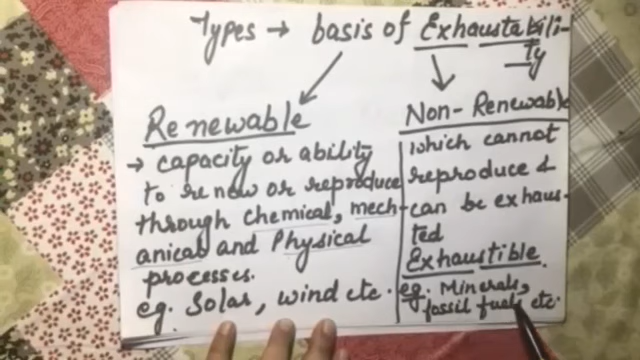 Types → basis of Exhaustabili-
ty
Renewable
→ capacity or ability
to renew or reproduce
through chemical, mech-
anical and Physical
processes.
eg. Solar, wind etc.
Non-Renewable
which cannot
reproduce &
can be exhaus-
ted
Exhaustible.
eg. Minerals,
fossil fuels etc.